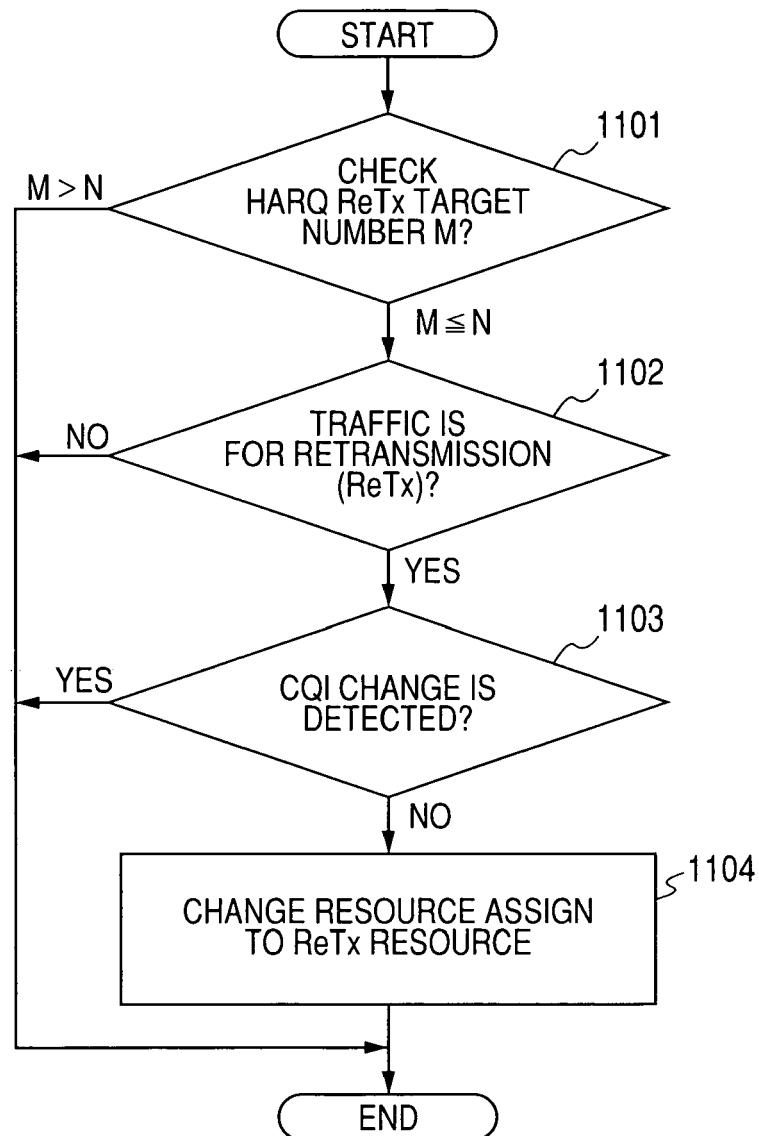 START
1101
CHECK
HARQ ReTx TARGET
NUMBER M?
M > N
M ≦ N
1102
TRAFFIC IS
FOR RETRANSMISSION
(ReTx)?
NO
YES
1103
CQI CHANGE IS
DETECTED?
YES
NO
1104
CHANGE RESOURCE ASSIGN
TO ReTx RESOURCE
END